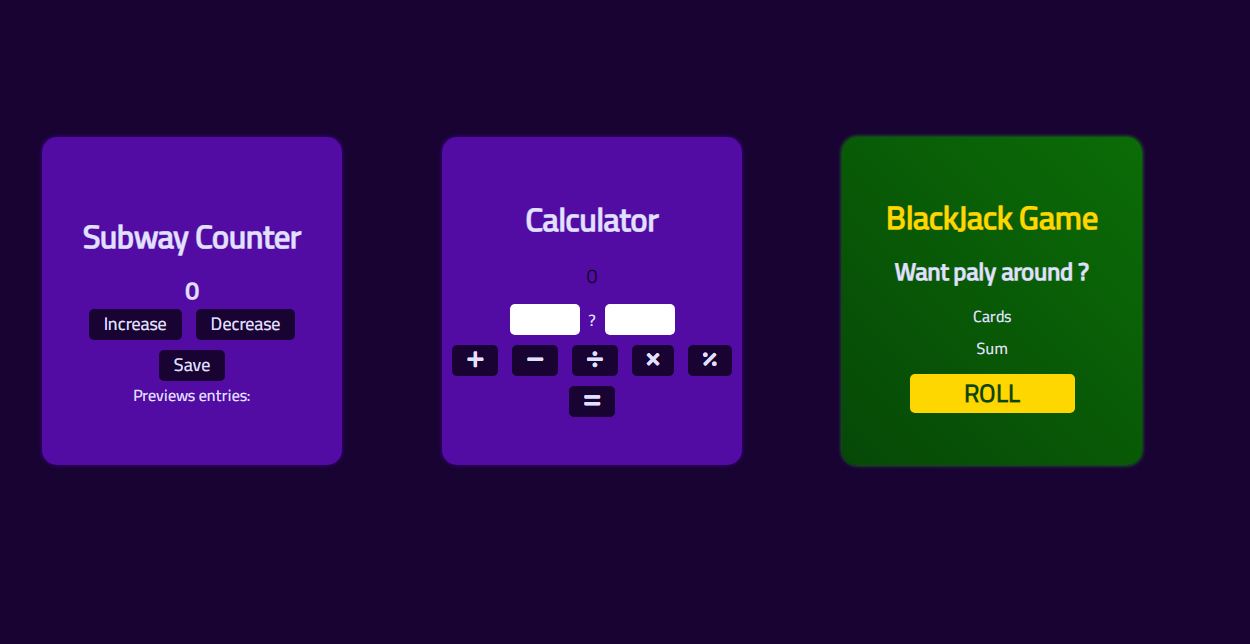 Subway Counter
0
Increase Decrease
Save
Previews entries:
Calculator
0
?
+ − ÷ × %
=
BlackJack Game
Want paly around ?
Cards
Sum
ROLL